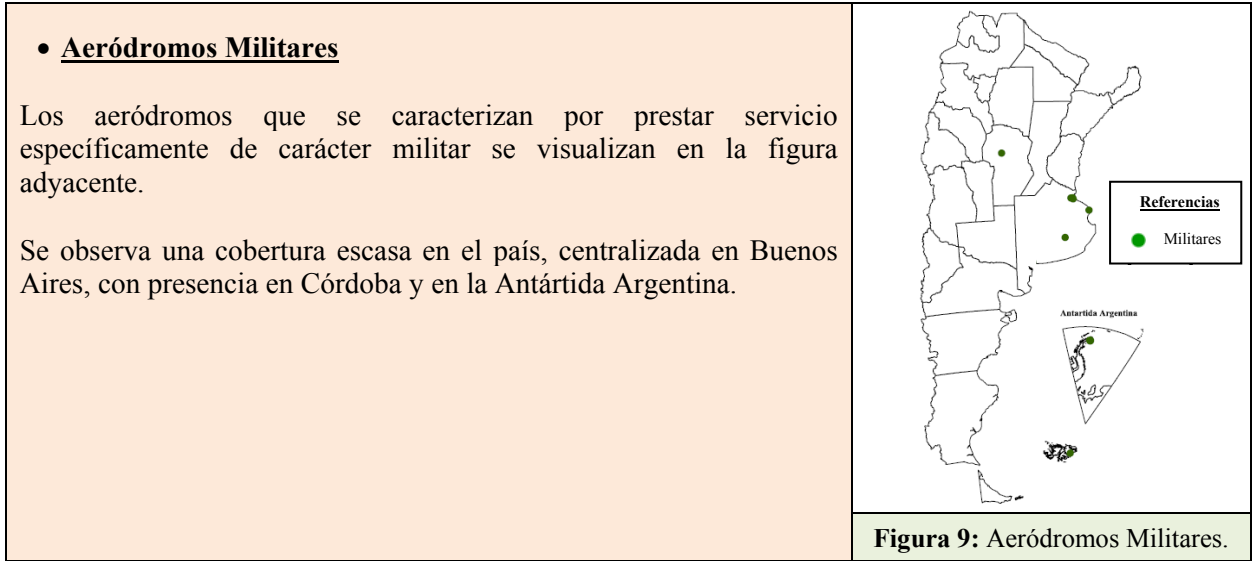 • Aeródromos Militares
Los aeródromos que se caracterizan por prestar servicio
específicamente de carácter militar se visualizan en la figura
adyacente.
Se observa una cobertura escasa en el país, centralizada en Buenos
Aires, con presencia en Córdoba y en la Antártida Argentina.
Referencias
Militares
Antartida Argentina
Figura 9: Aeródromos Militares.